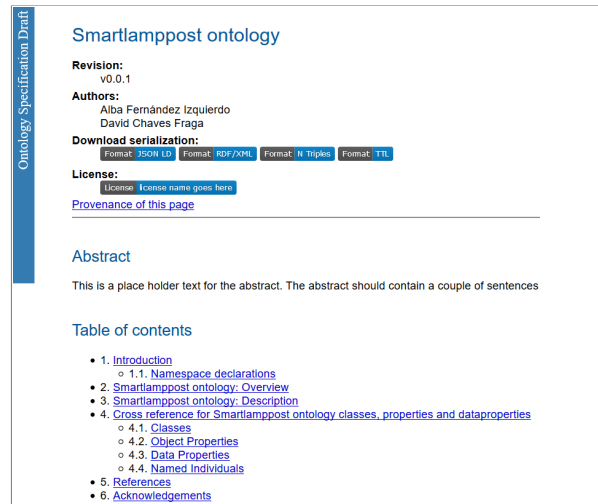 Ontology Specification Draft
Smartlamppost ontology
Revision:
v0.0.1
Authors:
Alba Fernández Izquierdo
David Chaves Fraga
Download serialization:
Format JSON LD Format RDF/XML Format N Triples Format TTL
License:
License license name goes here
Provenance of this page
Abstract
This is a place holder text for the abstract. The abstract should contain a couple of sentences
Table of contents
• 1. Introduction
○ 1.1. Namespace declarations
• 2. Smartlamppost ontology: Overview
• 3. Smartlamppost ontology: Description
• 4. Cross reference for Smartlamppost ontology classes, properties and dataproperties
○ 4.1. Classes
○ 4.2. Object Properties
○ 4.3. Data Properties
○ 4.4. Named Individuals
• 5. References
• 6. Acknowledgements